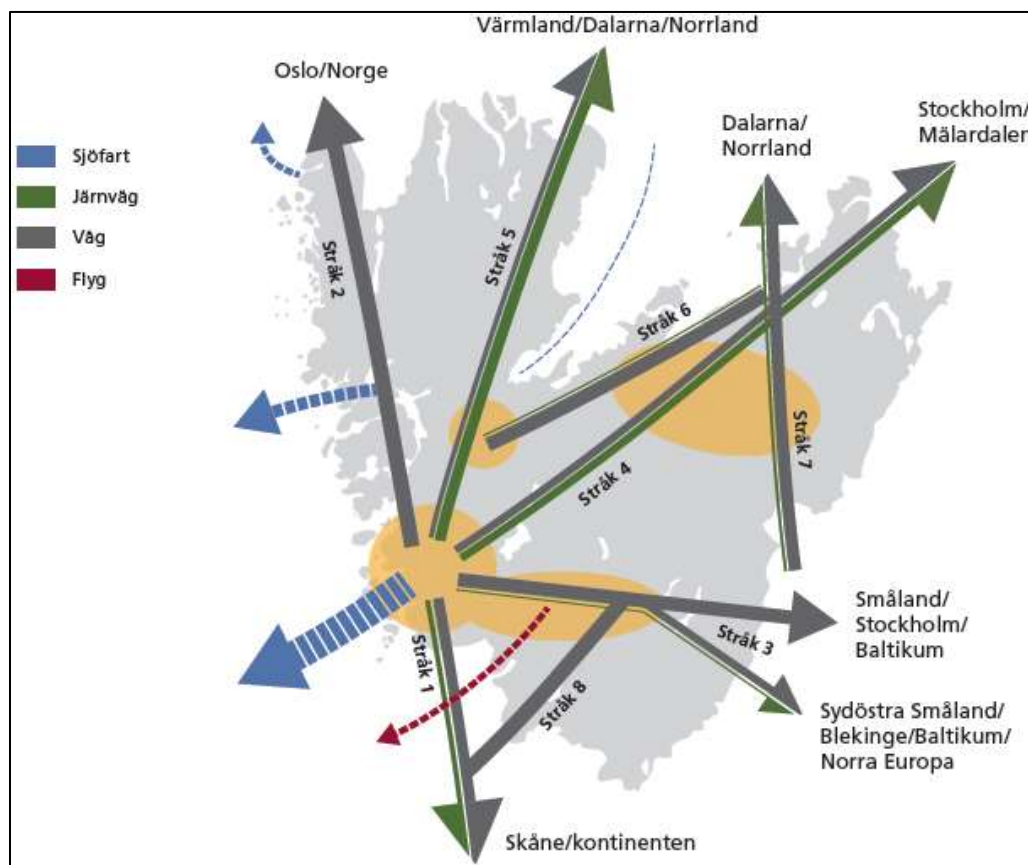 Värmland/Dalarna/Norrland
Oslo/Norge
Dalarna/
Norrland
Stockholm/
Mälardalen
Sjöfart
Järnväg
Väg
Flyg
Stråk 2
Stråk 5
Stråk 6
Stråk 4
Stråk 7
Stråk 1
Stråk 8
Stråk 3
Småland/
Stockholm/
Baltikum
Sydöstra Småland/
Blekinge/Baltikum/
Norra Europa
Skåne/kontinenten